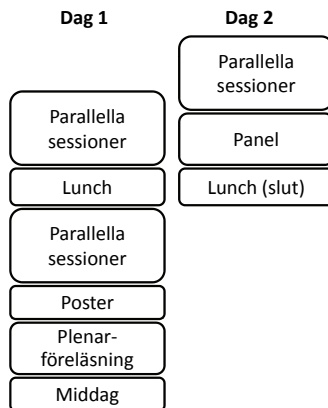 Dag 1
Parallella
sessioner
Lunch
Parallella
sessioner
Poster
Plenar-
föreläsning
Middag
Dag 2
Parallella
sessioner
Panel
Lunch (slut)